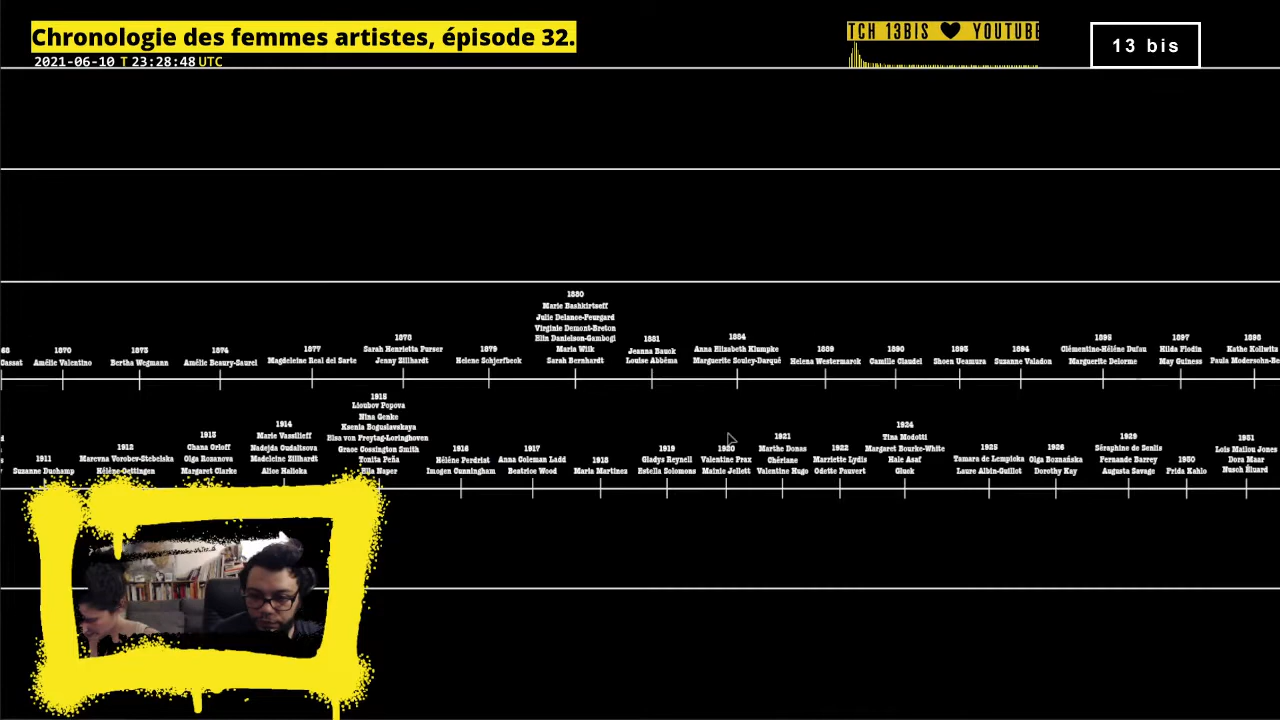 Chronologie des femmes artistes, épisode 32.
2021-06-10 T 23:28:48 UTC
TCH 13BIS ♥ YOUTUBE
13 bis
1880
Marie Bashkirtseff
Julie Delance-Feurgard
Virginie Demont-Breton
Elin Danielson-Gambogi
Maria Wiik
Sarah Bernhardt
68
Cassat
1870
Amélie Valentino
1873
Bertha Wegmann
1874
Amélie Beaury-Saurel
1877
Magdeleine Real del Sarte
1878
Sarah Henrietta Purser
Jenny Zillhardt
1879
Helene Schjerfbeck
1881
Jeanna Bauck
Louise Abbéma
1884
Anna Elizabeth Klumpke
Marguerite Souley-Darqué
1889
Helena Westermarck
1890
Camille Claudel
1893
Shoen Ueamura
1894
Suzanne Valadon
1895
Clémentine-Hélène Dufau
Marguerite Delorme
1897
Hilda Flodin
May Guiness
1898
Kathe Kollwitz
Paula Modersohn-Be
1911
Suzanne Duchamp
1912
Marevna Vorobev-Stebelska
Hélène Oettingen
1913
Chana Orloff
Olga Rozanova
Margaret Clarke
1914
Marie Vassilieff
Nadejda Oudaltsova
Madeleine Zillhardt
Alice Halicka
1915
Lioubov Popova
Nina Genke
Ksenia Boguslavskaya
Elsa von Freytag-Loringhoven
Grace Cossington Smith
Tonita Peña
Ella Naper
1916
Hélène Perdriat
Imogen Cunningham
1917
Anna Coleman Ladd
Beatrice Wood
1918
Maria Martinez
1919
Gladys Reynell
Estella Solomons
1920
Valentine Prax
Mainie Jellett
1921
Marthe Donas
Chériane
Valentine Hugo
1922
Marriette Lydis
Odette Pauvert
1924
Tina Modotti
Margaret Bourke-White
Hale Asaf
Gluck
1925
Tamara de Lempicka
Laure Albin-Guillot
1926
Olga Boznańska
Dorothy Kay
1929
Séraphine de Senlis
Fernande Barrey
Augusta Savage
1930
Frida Kahlo
1931
Lois Mailou Jones
Dora Maar
Nusch Éluard